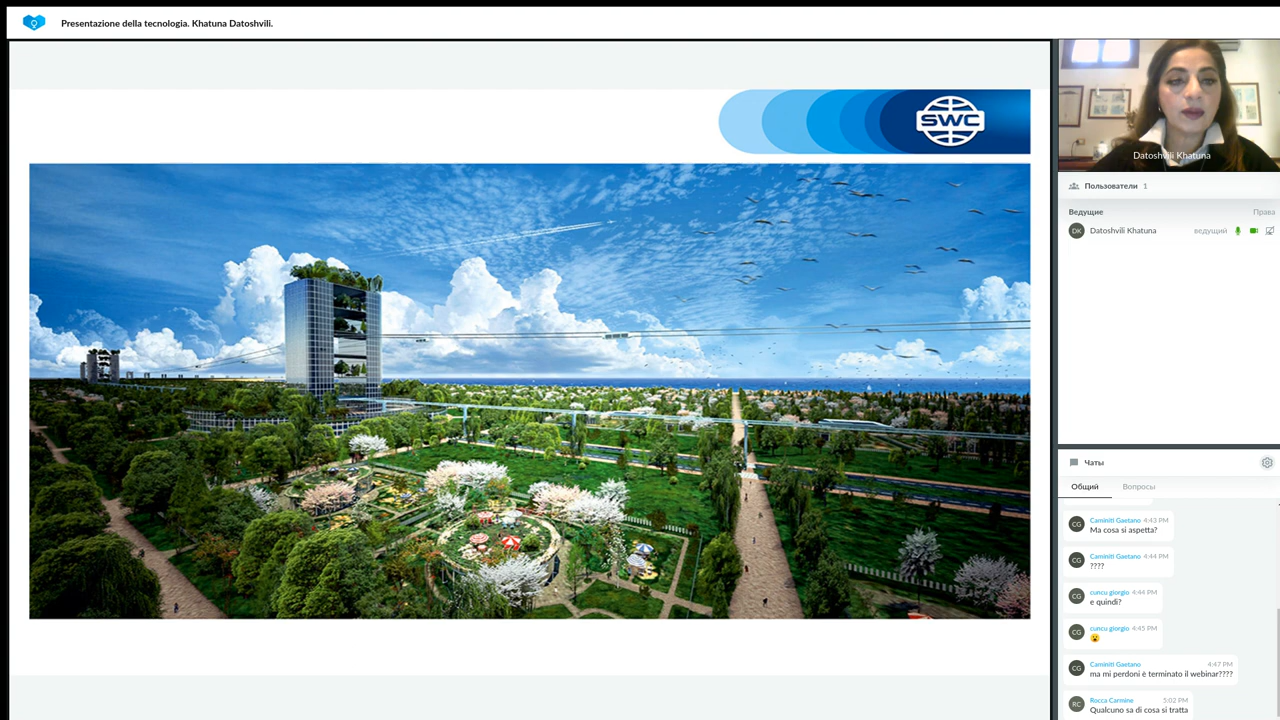 Presentazione della tecnologia. Khatuna Datoshvili.
SWC
Datoshvili Khatuna
Пользователи 1
Ведущие Права
DK Datoshvili Khatuna ведущий
Чаты
Общий Вопросы
CG Caminiti Gaetano 4:43 PM
Ma cosa si aspetta?
CG Caminiti Gaetano 4:44 PM
????
CG cuncu giorgio 4:44 PM
e quindi?
CG cuncu giorgio 4:45 PM
😮
CG Caminiti Gaetano 4:47 PM
ma mi perdoni è terminato il webinar????
RC Rocca Carmine 5:02 PM
Qualcuno sa di cosa si tratta